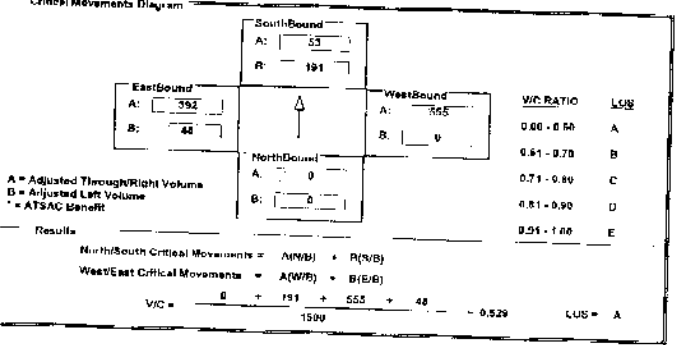 Critical Movements Diagram
SouthBound
A: 53
B: 191
EastBound
A: 392
B: 48
WestBound
A: 555
B: 0
NorthBound
A: 0
B: 0
V/C RATIO LOS
0.00 - 0.60 A
0.61 - 0.70 B
0.71 - 0.80 C
0.81 - 0.90 D
0.91 - 1.00 E
A = Adjusted Through/Right Volume
B = Adjusted Left Volume
* = ATSAC Benefit
Results
North/South Critical Movements = A(N/B) + B(S/B)
West/East Critical Movements = A(W/B) + B(E/B)
V/C = 0 + 191 + 555 + 48
1500
= 0.529 LOS = A